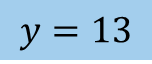 y = 13